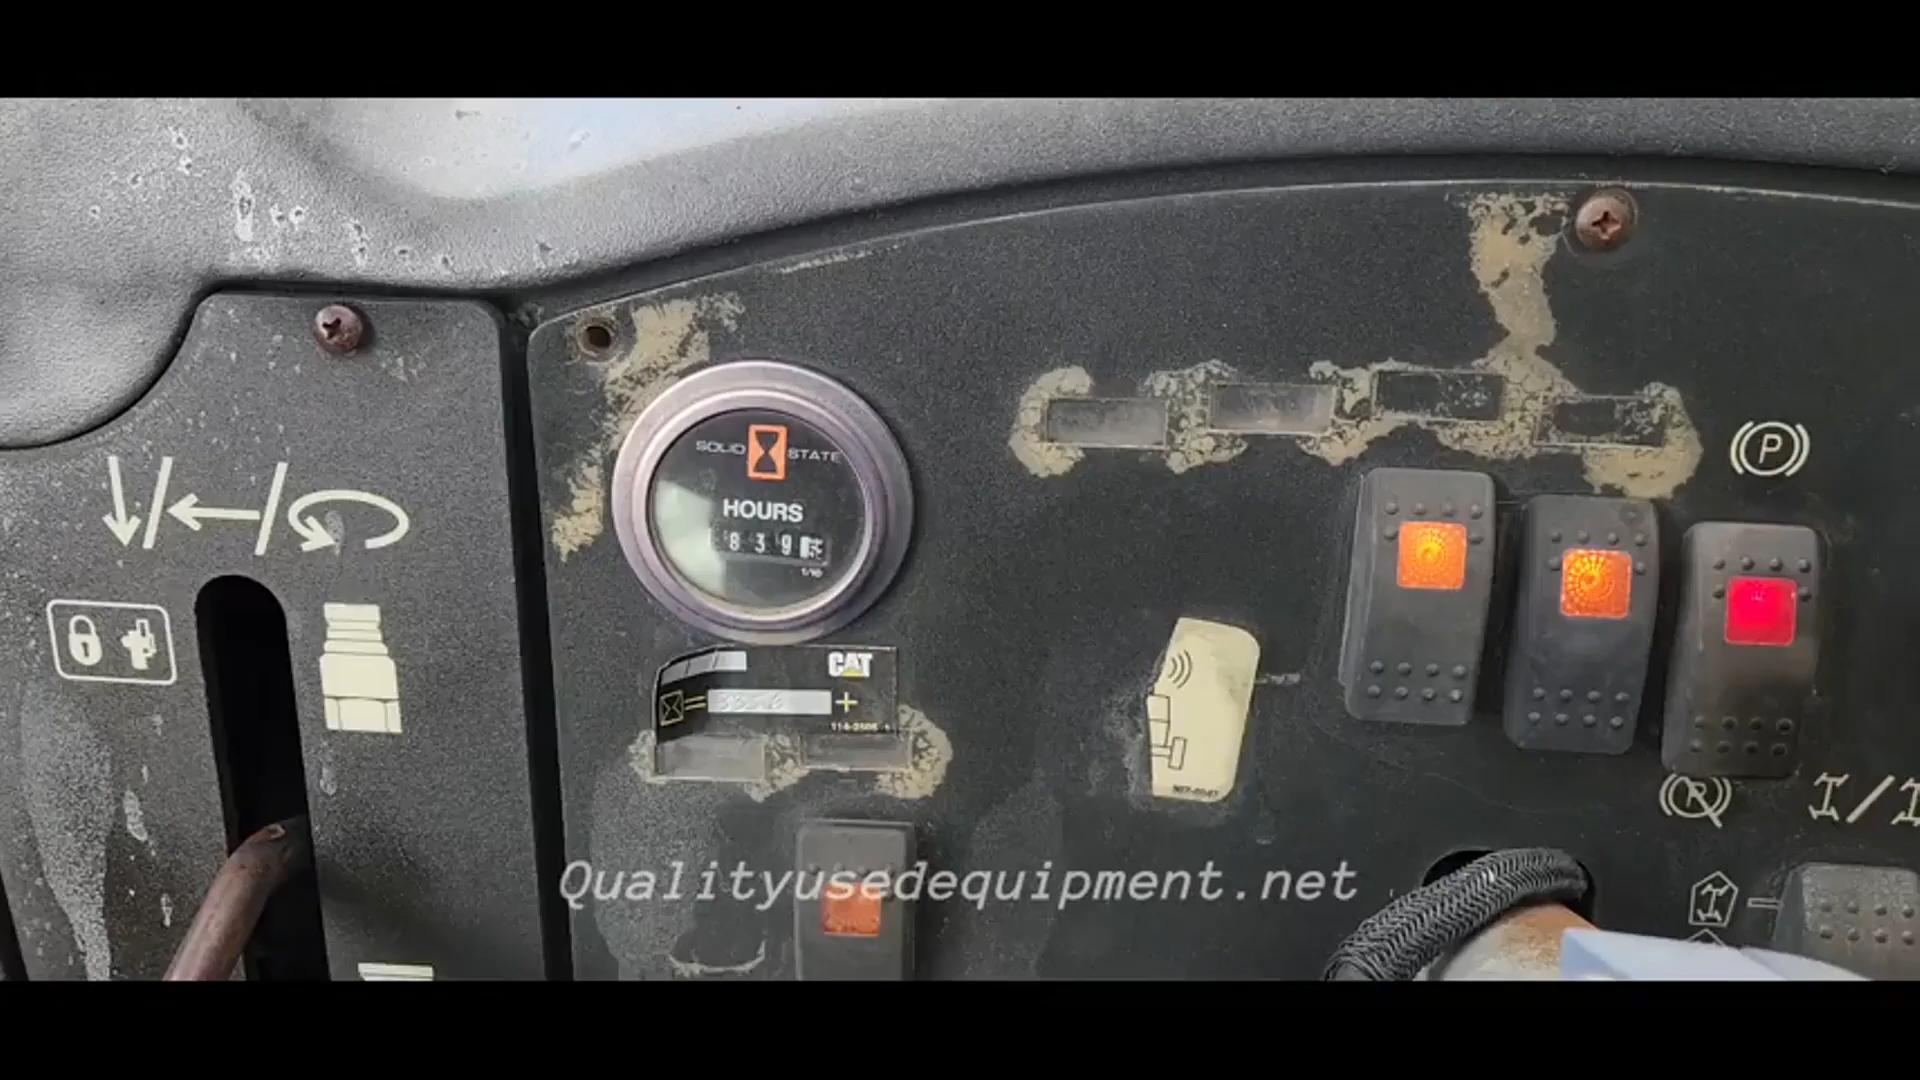 SOLID STATE
HOURS
8 3 9
1/10
CAT
=
+
P
Qualityusedequipment.net